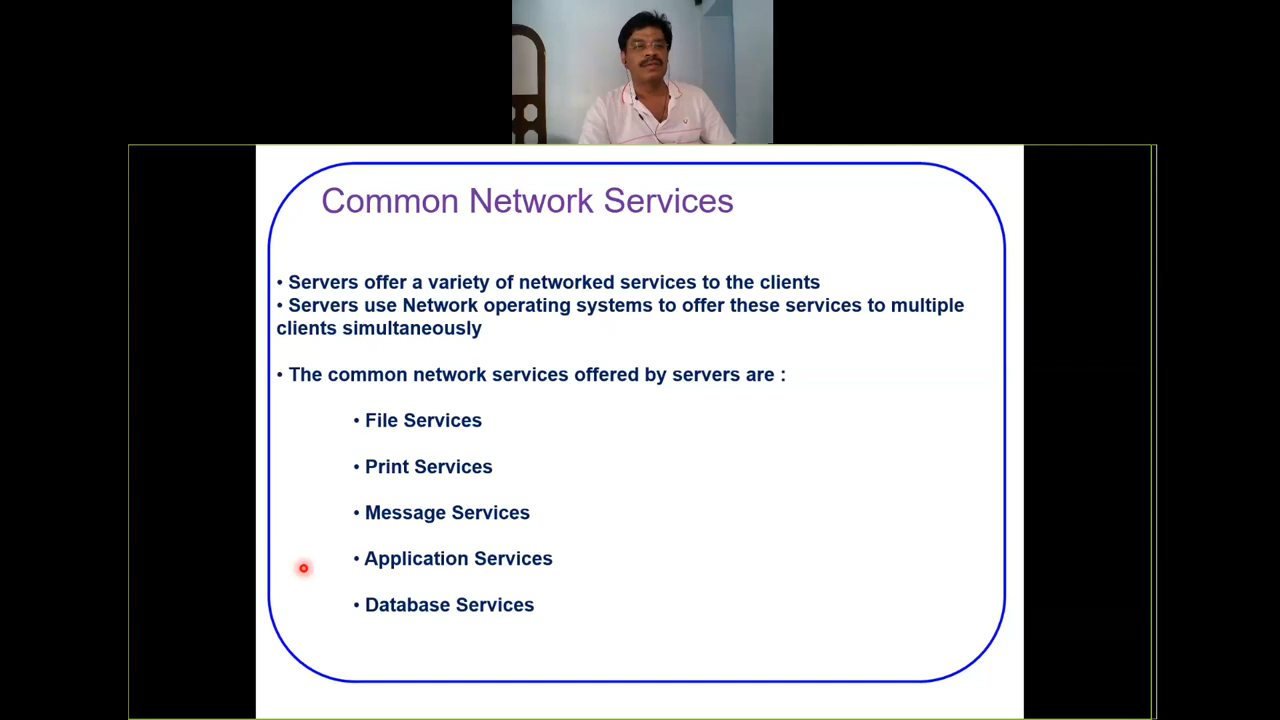 Common Network Services
• Servers offer a variety of networked services to the clients
• Servers use Network operating systems to offer these services to multiple
clients simultaneously
• The common network services offered by servers are :
• File Services
• Print Services
• Message Services
• Application Services
• Database Services